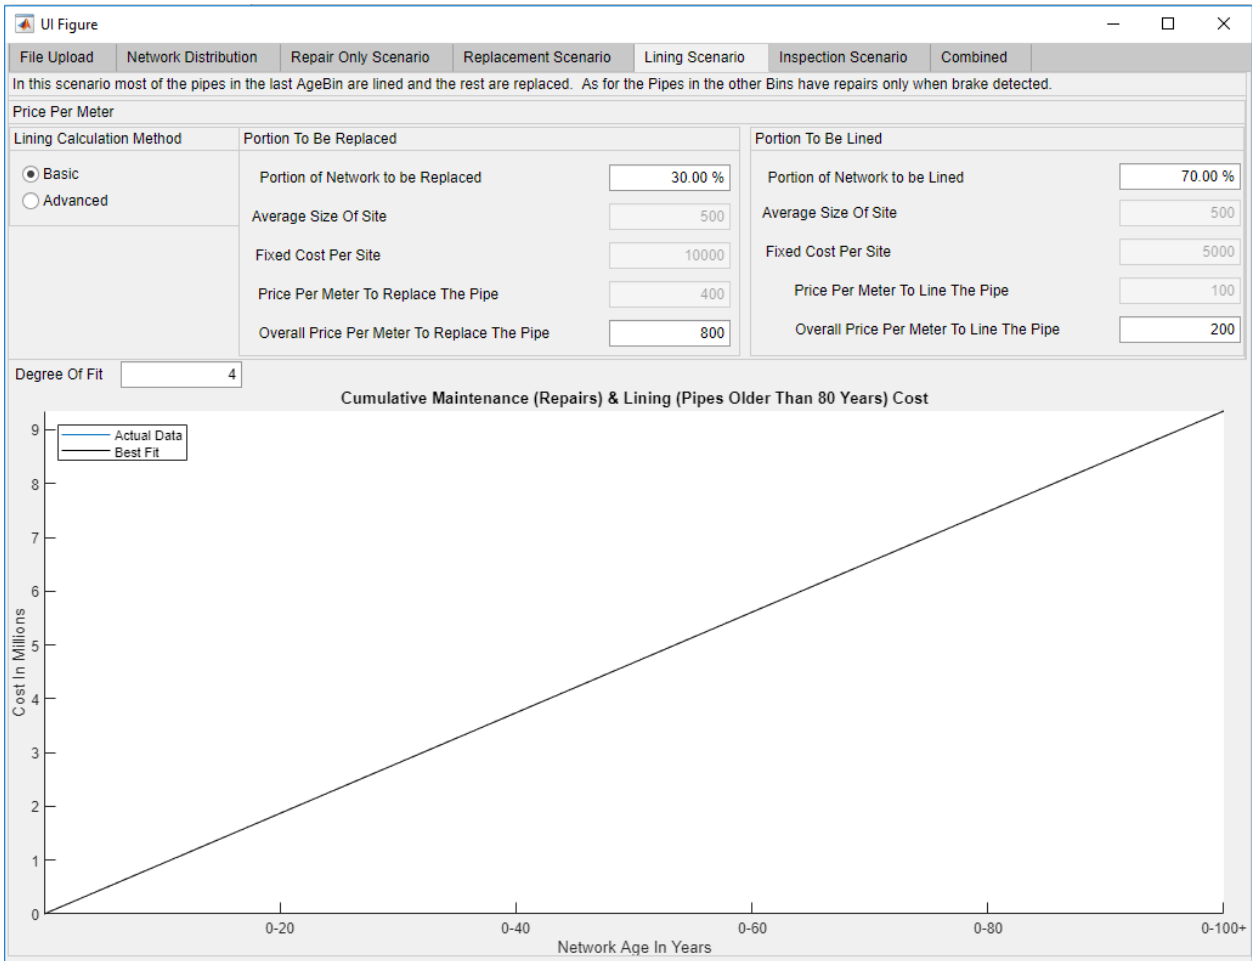 UI Figure
File Upload Network Distribution Repair Only Scenario Replacement Scenario Lining Scenario Inspection Scenario Combined
In this scenario most of the pipes in the last AgeBin are lined and the rest are replaced. As for the Pipes in the other Bins have repairs only when brake detected.
Price Per Meter
Lining Calculation Method
Basic
Advanced
Portion To Be Replaced
Portion of Network to be Replaced 30.00 %
Average Size Of Site 500
Fixed Cost Per Site 10000
Price Per Meter To Replace The Pipe 400
Overall Price Per Meter To Replace The Pipe 800
Portion To Be Lined
Portion of Network to be Lined 70.00 %
Average Size Of Site 500
Fixed Cost Per Site 5000
Price Per Meter To Line The Pipe 100
Overall Price Per Meter To Line The Pipe 200
Degree Of Fit 4
Cumulative Maintenance (Repairs) & Lining (Pipes Older Than 80 Years) Cost
Actual Data
Best Fit
Cost In Millions
9
8
7
6
5
4
3
2
1
0
0-20 0-40 0-60 0-80 0-100+
Network Age In Years